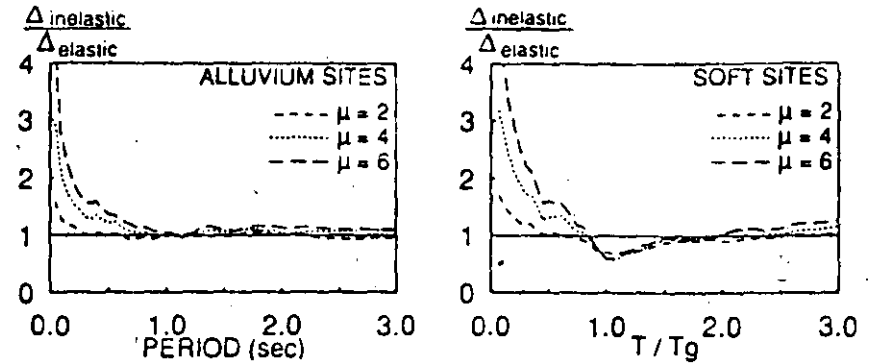 Δ inelastic
Δ elastic
ALLUVIUM SITES
μ = 2
μ = 4
μ = 6
4
3
2
1
0
0.0 1.0 2.0 3.0
PERIOD (sec)
Δ inelastic
Δ elastic
SOFT SITES
μ = 2
μ = 4
μ = 6
4
3
2
1
0
0.0 1.0 2.0 3.0
T / Tg